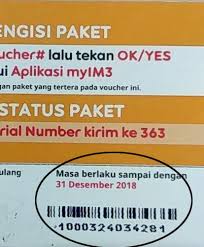 ENGISI PAKET
ucher# lalu tekan OK/YES
ui Aplikasi myIM3
gan paket yang tertera pada voucher ini.
STATUS PAKET
rial Number kirim ke 363
ulang
Masa berlaku sampai dengan
31 Desember 2018
1000324034281